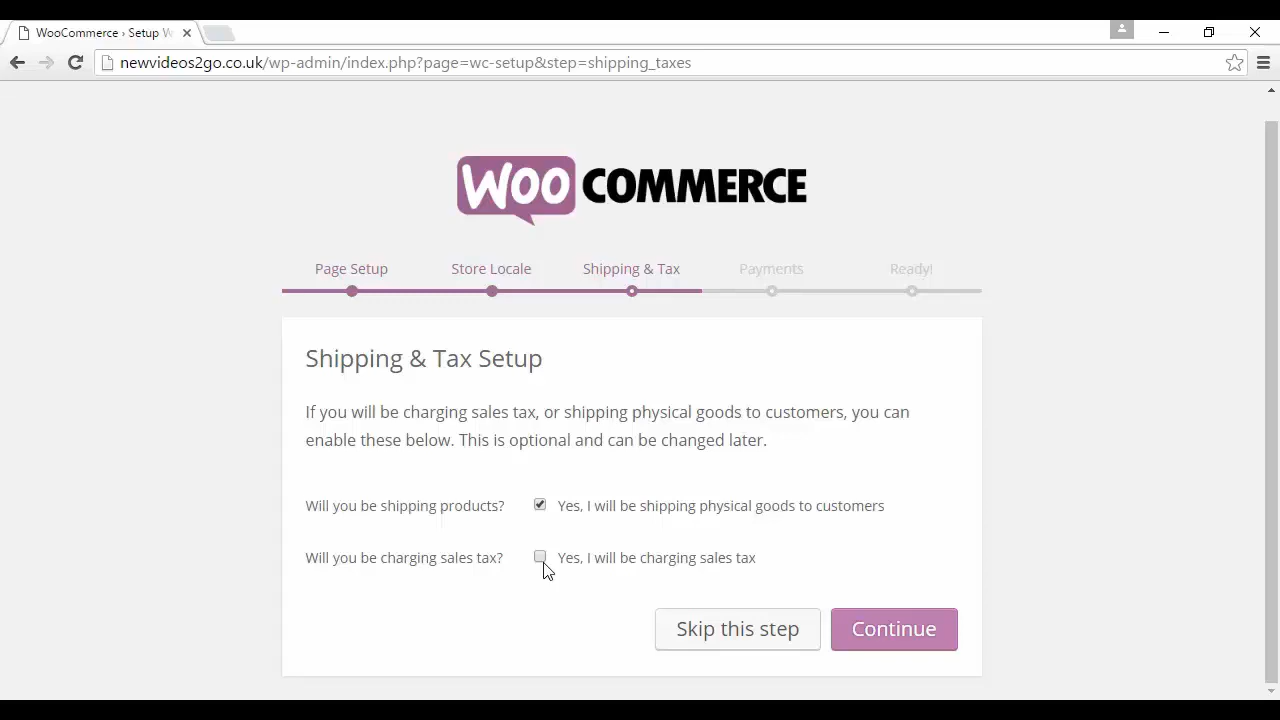 WooCommerce › Setup W
newvideos2go.co.uk/wp-admin/index.php?page=wc-setup&step=shipping_taxes
WOO COMMERCE
Page Setup Store Locale Shipping & Tax Payments Ready!
Shipping & Tax Setup
If you will be charging sales tax, or shipping physical goods to customers, you can
enable these below. This is optional and can be changed later.
Will you be shipping products? Yes, I will be shipping physical goods to customers
Will you be charging sales tax? Yes, I will be charging sales tax
Skip this step Continue